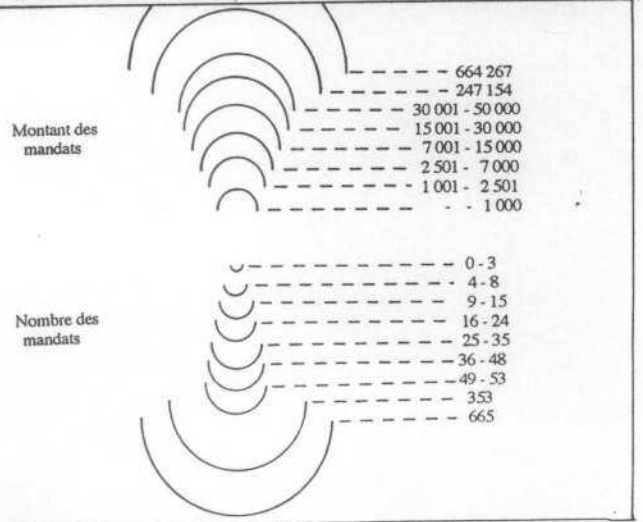 664 267
247 154
30 001 - 50 000
15 001 - 30 000
Montant des
mandats
7 001 - 15 000
2 501 - 7 000
1 001 - 2 501
- - 1 000
0 - 3
4 - 8
9 - 15
Nombre des
mandats
16 - 24
25 - 35
36 - 48
49 - 53
353
665